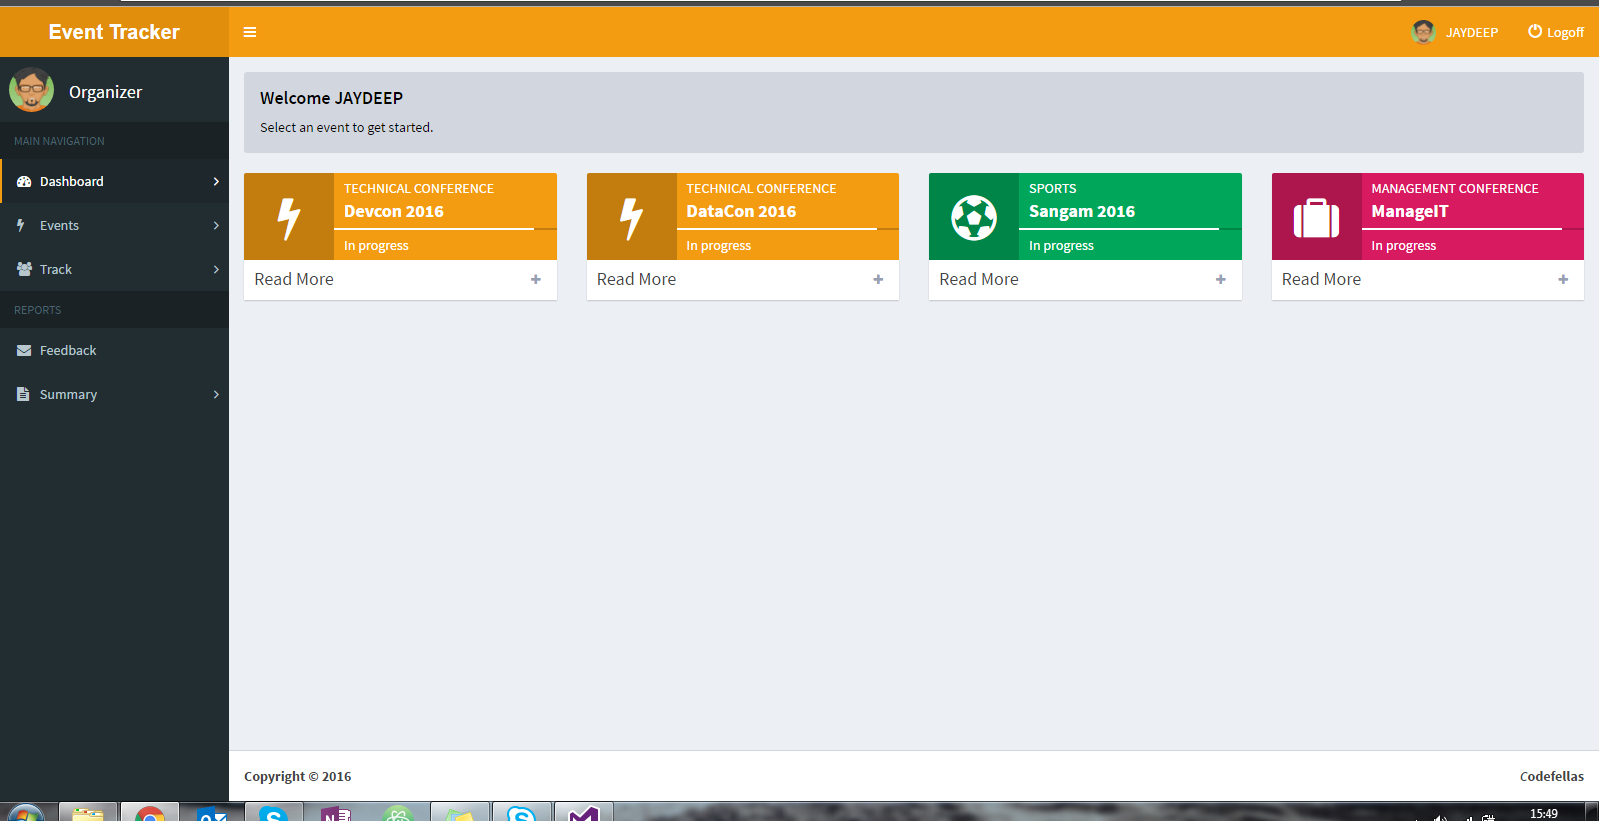 Event Tracker
JAYDEEP
Logoff
Organizer
MAIN NAVIGATION
Dashboard
Events
Track
REPORTS
Feedback
Summary
Welcome JAYDEEP
Select an event to get started.
TECHNICAL CONFERENCE
Devcon 2016
In progress
Read More
TECHNICAL CONFERENCE
DataCon 2016
In progress
Read More
SPORTS
Sangam 2016
In progress
Read More
MANAGEMENT CONFERENCE
ManageIT
In progress
Read More
Copyright © 2016
Codefellas
15:49